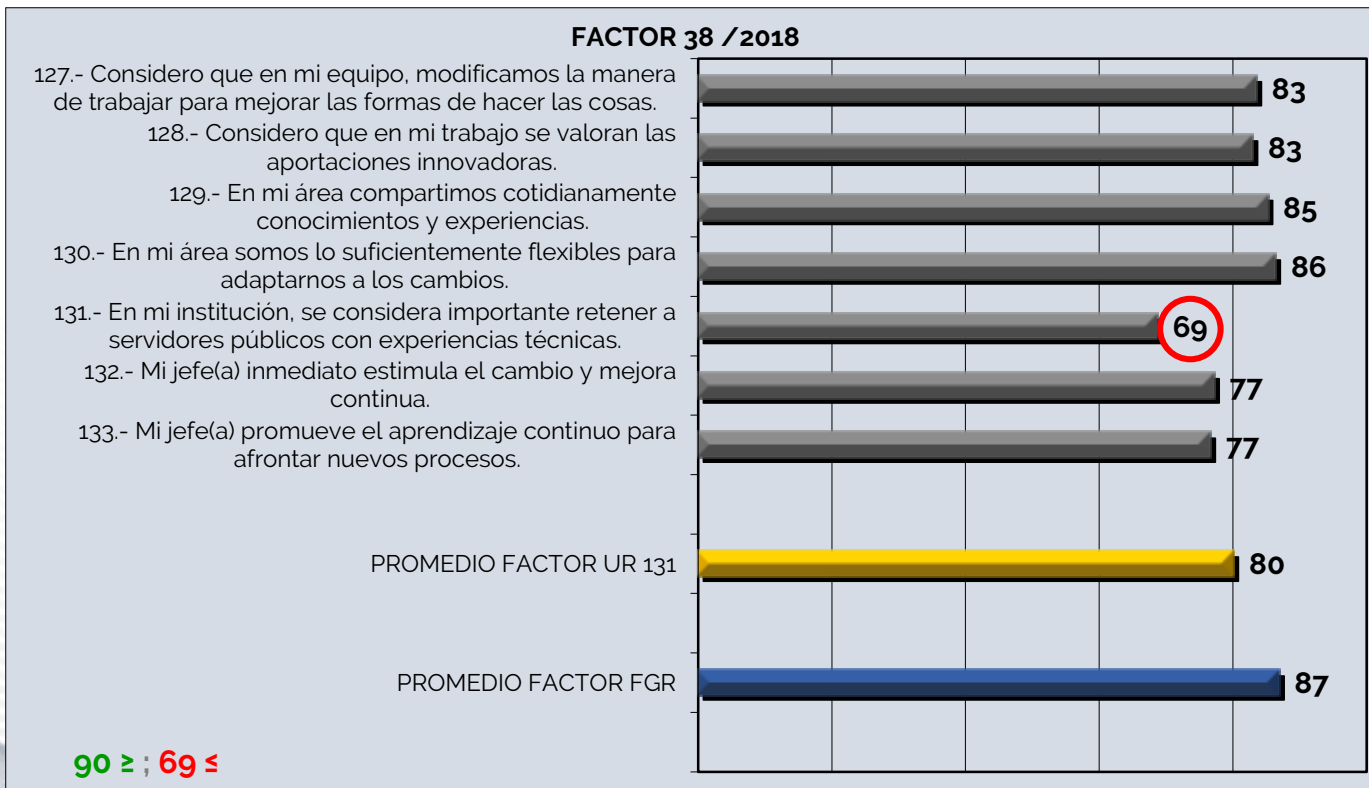 FACTOR 38 /2018
127.- Considero que en mi equipo, modificamos la manera
de trabajar para mejorar las formas de hacer las cosas.
83
128.- Considero que en mi trabajo se valoran las
aportaciones innovadoras.
83
129.- En mi área compartimos cotidianamente
conocimientos y experiencias.
85
130.- En mi área somos lo suficientemente flexibles para
adaptarnos a los cambios.
86
131.- En mi institución, se considera importante retener a
servidores públicos con experiencias técnicas.
69
132.- Mi jefe(a) inmediato estimula el cambio y mejora
continua.
77
133.- Mi jefe(a) promueve el aprendizaje continuo para
afrontar nuevos procesos.
77
PROMEDIO FACTOR UR 131
80
PROMEDIO FACTOR FGR
87
90 ≥ ; 69 ≤